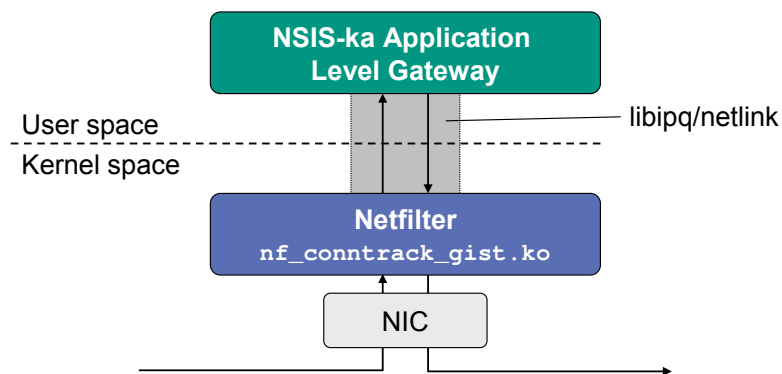 NSIS-ka Application
Level Gateway
User space
libipq/netlink
Kernel space
Netfilter
nf_conntrack_gist.ko
NIC